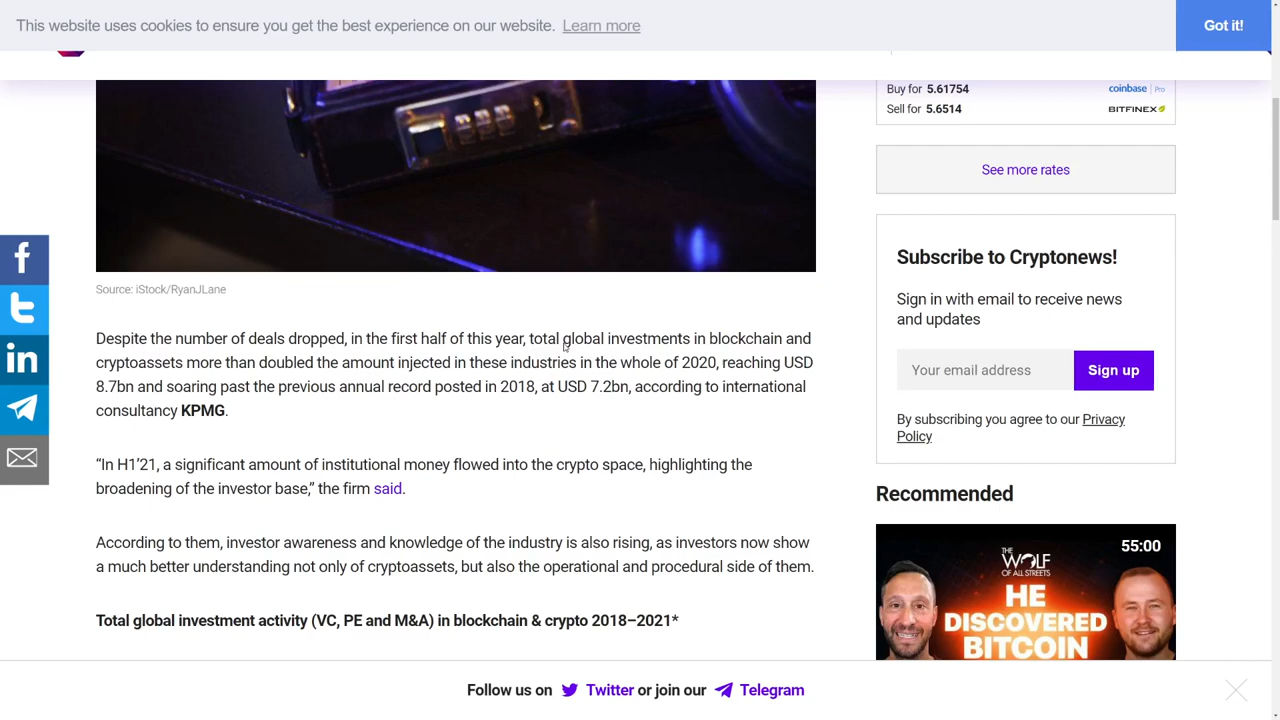 This website uses cookies to ensure you get the best experience on our website. Learn more
Got it!
Buy for 5.61754
coinbase Pro
Sell for 5.6514
BITFINEX
See more rates
Subscribe to Cryptonews!
Sign in with email to receive news
and updates
Your email address
Sign up
By subscribing you agree to our Privacy
Policy
Source: iStock/RyanJLane
Despite the number of deals dropped, in the first half of this year, total global investments in blockchain and
cryptoassets more than doubled the amount injected in these industries in the whole of 2020, reaching USD
8.7bn and soaring past the previous annual record posted in 2018, at USD 7.2bn, according to international
consultancy KPMG.
“In H1’21, a significant amount of institutional money flowed into the crypto space, highlighting the
broadening of the investor base,” the firm said.
According to them, investor awareness and knowledge of the industry is also rising, as investors now show
a much better understanding not only of cryptoassets, but also the operational and procedural side of them.
Total global investment activity (VC, PE and M&A) in blockchain & crypto 2018–2021*
Recommended
55:00
THE
WOLF
OF ALL STREETS
HE
DISCOVERED
BITCOIN
Follow us on Twitter or join our Telegram